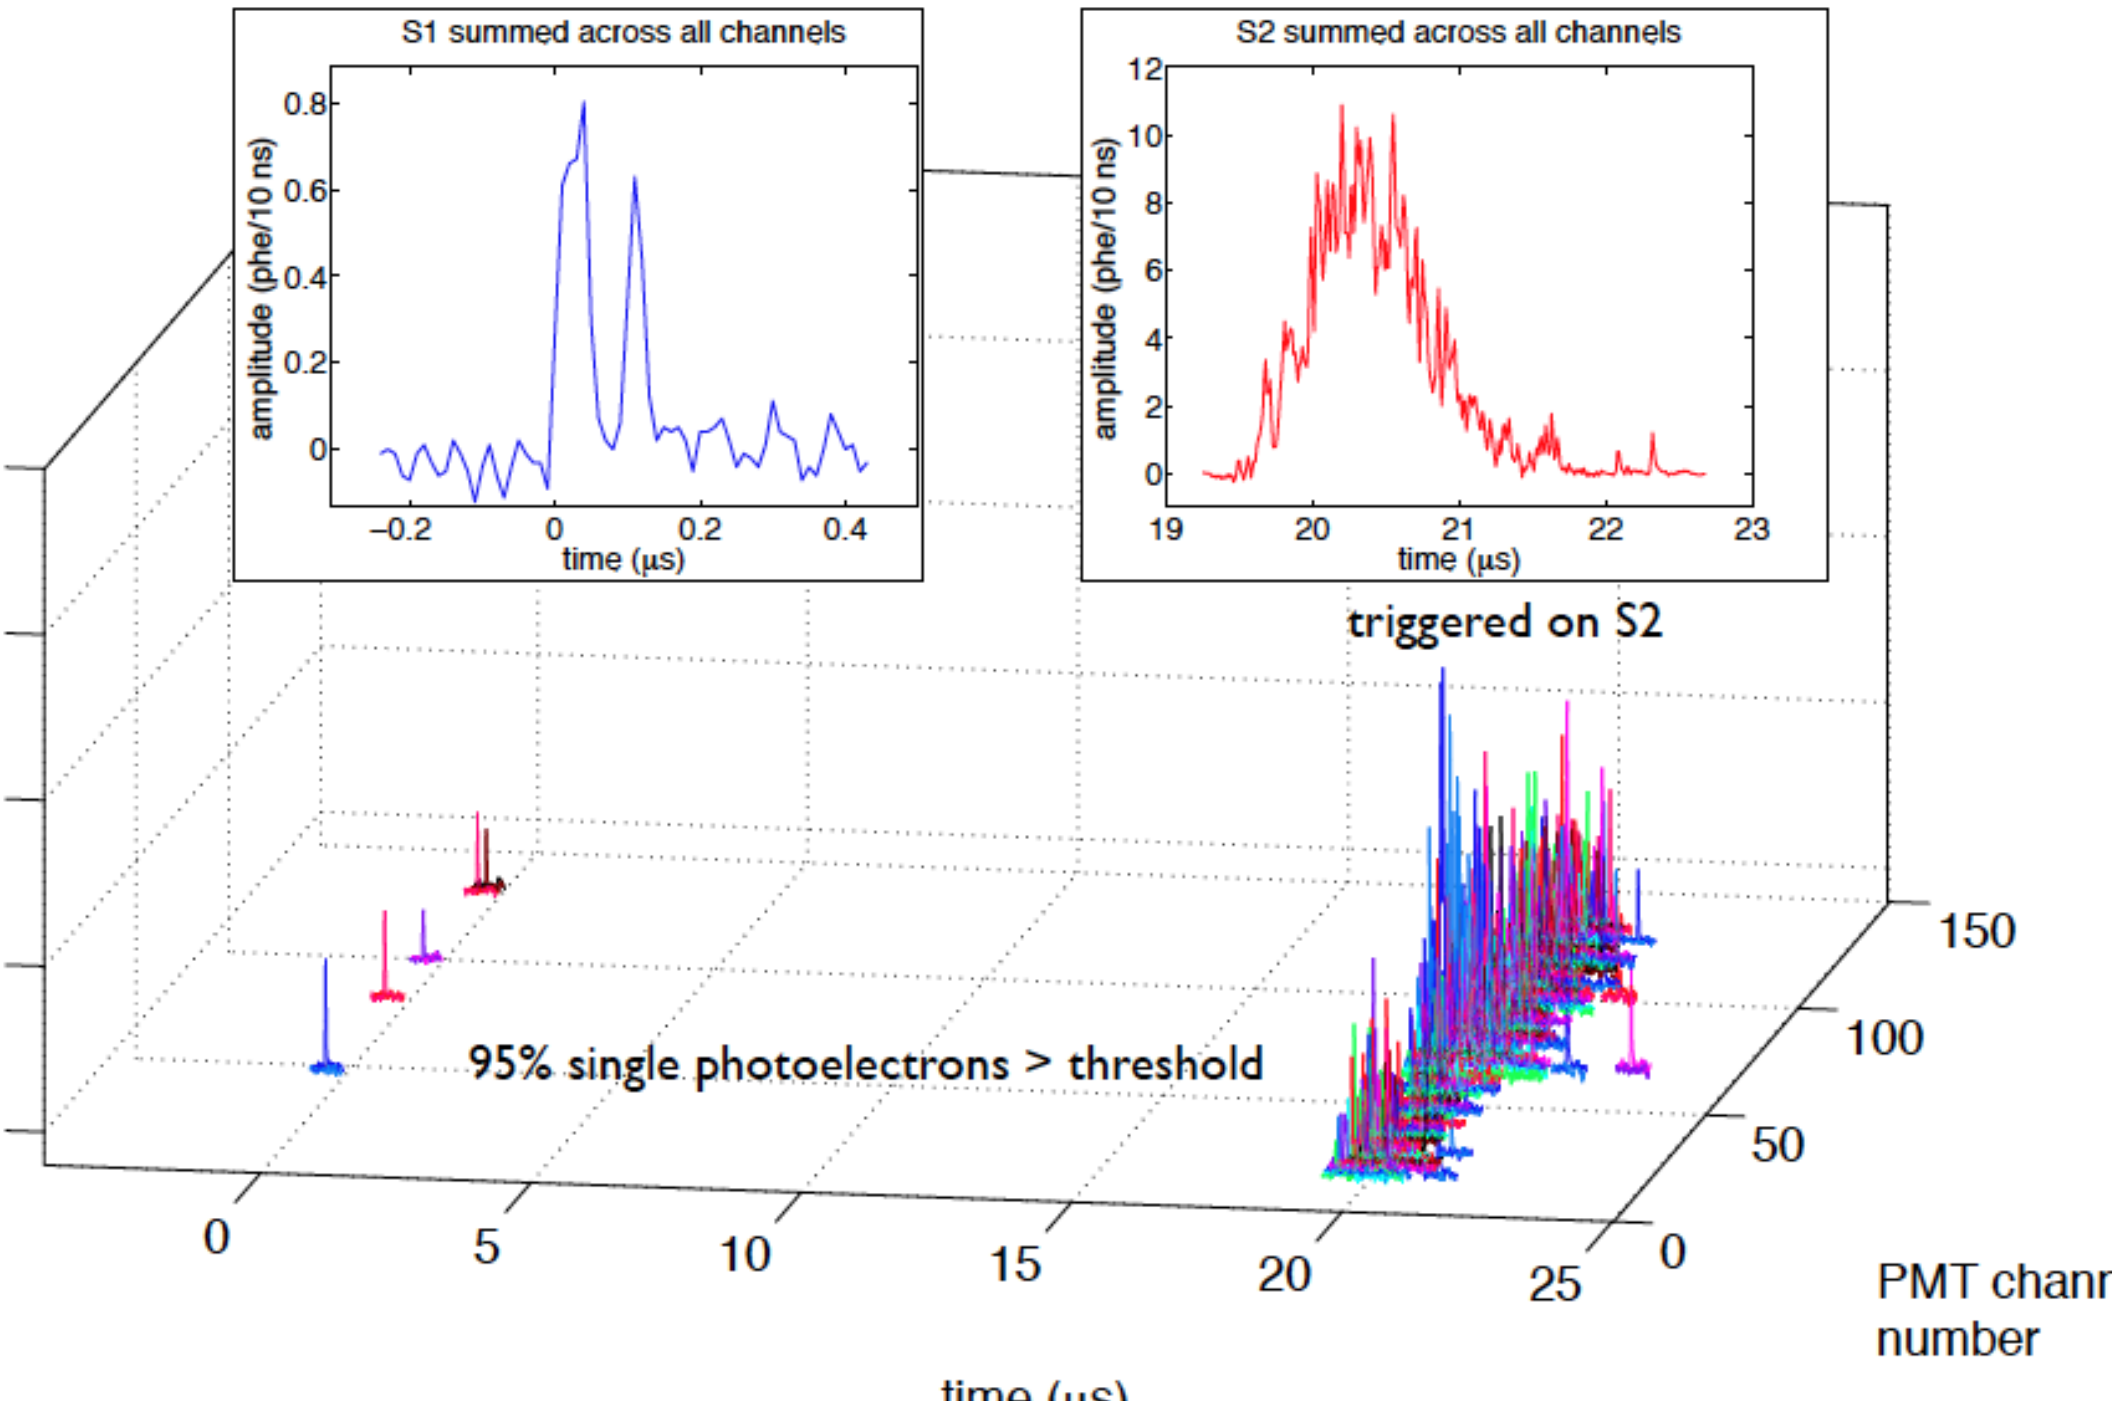 S1 summed across all channels
amplitude (phe/10 ns)
0.8
0.6
0.4
0.2
0
−0.2 0 0.2 0.4
time (μs)
S2 summed across all channels
amplitude (phe/10 ns)
12
10
8
6
4
2
0
19 20 21 22 23
time (μs)
triggered on S2
95% single photoelectrons > threshold
150
100
50
0
0 5 10 15 20 25
PMT chann
number
time (μs)